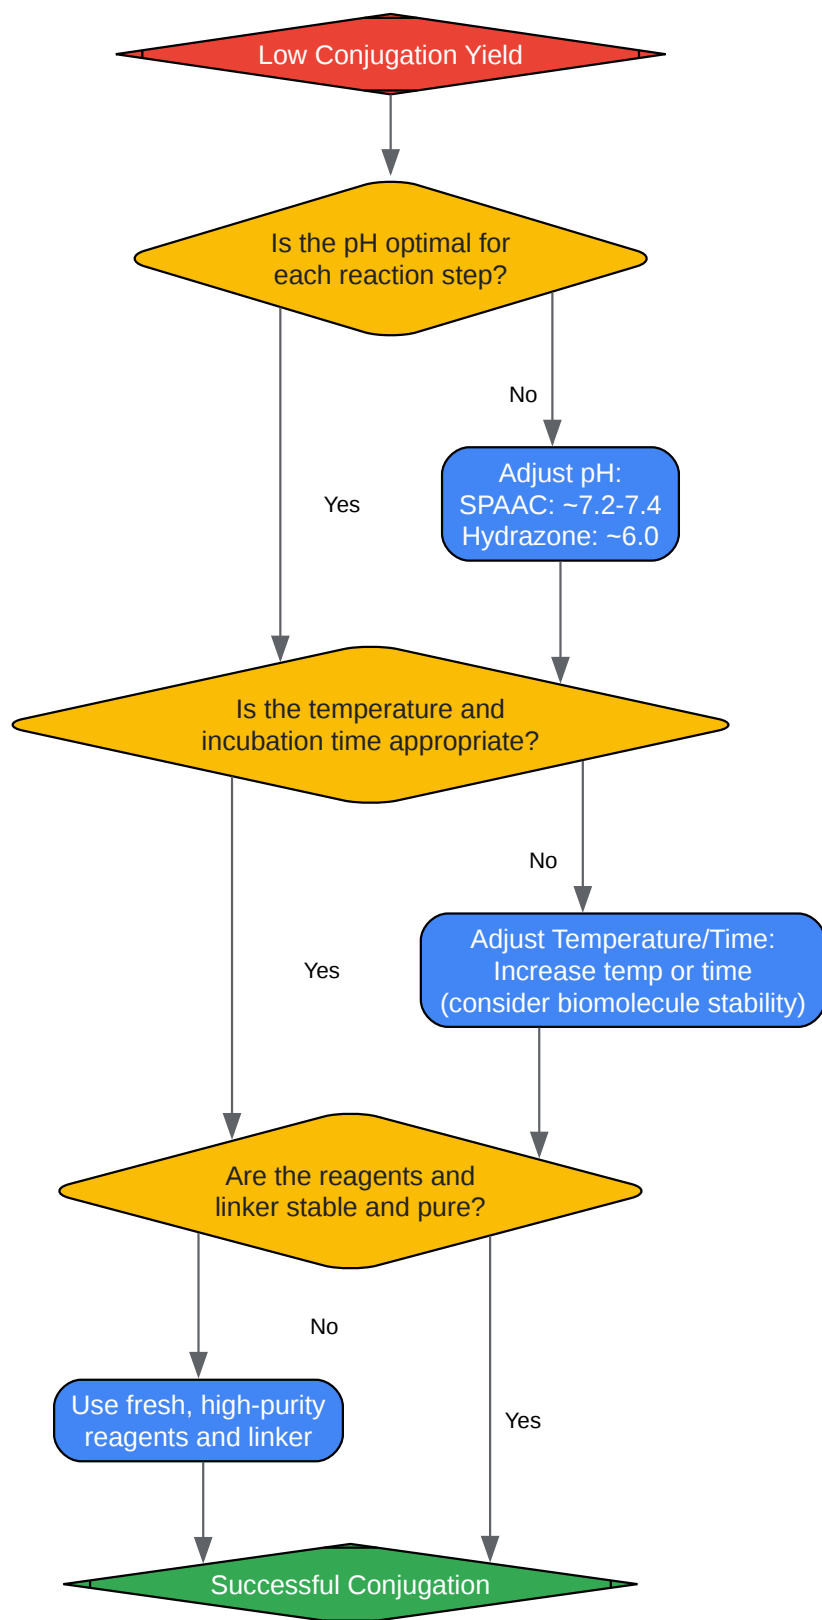 Low Conjugation Yield
Is the pH optimal for
each reaction step?
No
Adjust pH:
SPAAC: ~7.2-7.4
Hydrazone: ~6.0
Yes
Is the temperature and
incubation time appropriate?
No
Adjust Temperature/Time:
Increase temp or time
(consider biomolecule stability)
Yes
Are the reagents and
linker stable and pure?
No
Use fresh, high-purity
reagents and linker
Yes
Successful Conjugation